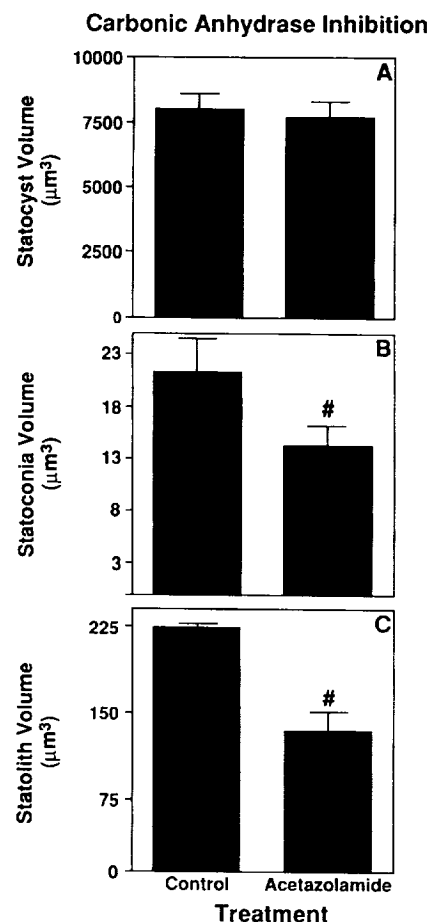 Carbonic Anhydrase Inhibition
A
10000
7500
5000
2500
0
Statocyst Volume
(μm³)
B
23
18
13
8
3
#
Statoconia Volume
(μm³)
C
225
150
75
0
#
Statolith Volume
(μm³)
Control Acetazolamide
Treatment